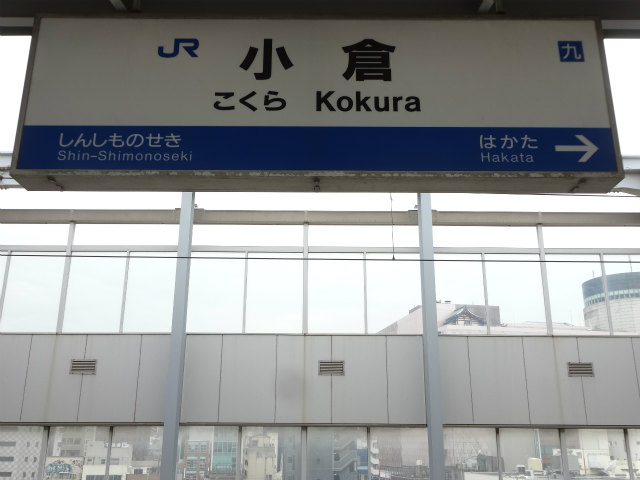 JR 小倉 九
こくら Kokura
しんしものせき はかた →
Shin-Shimonoseki Hakata